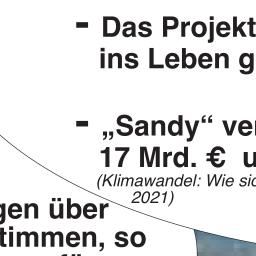 - Das Projekt
ins Leben g
- „Sandy“ ver
17 Mrd. € u
(Klimawandel: Wie sic
2021)
gen über
timmen, so